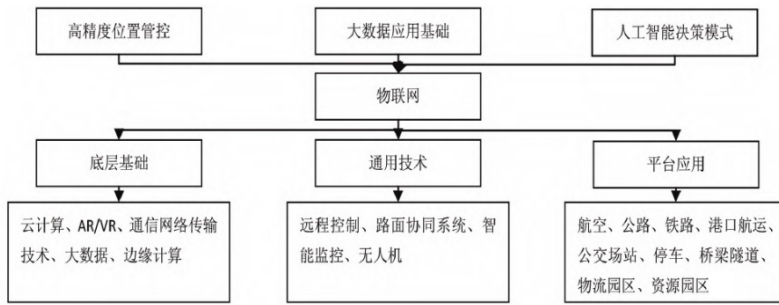 高精度位置管控
大数据应用基础
人工智能决策模式
物联网
底层基础
通用技术
平台应用
云计算、AR/VR、通信网络传输
技术、大数据、边缘计算
远程控制、路面协同系统、智
能监控、无人机
航空、公路、铁路、港口航运、
公交场站、停车、桥梁隧道、
物流园区、资源园区